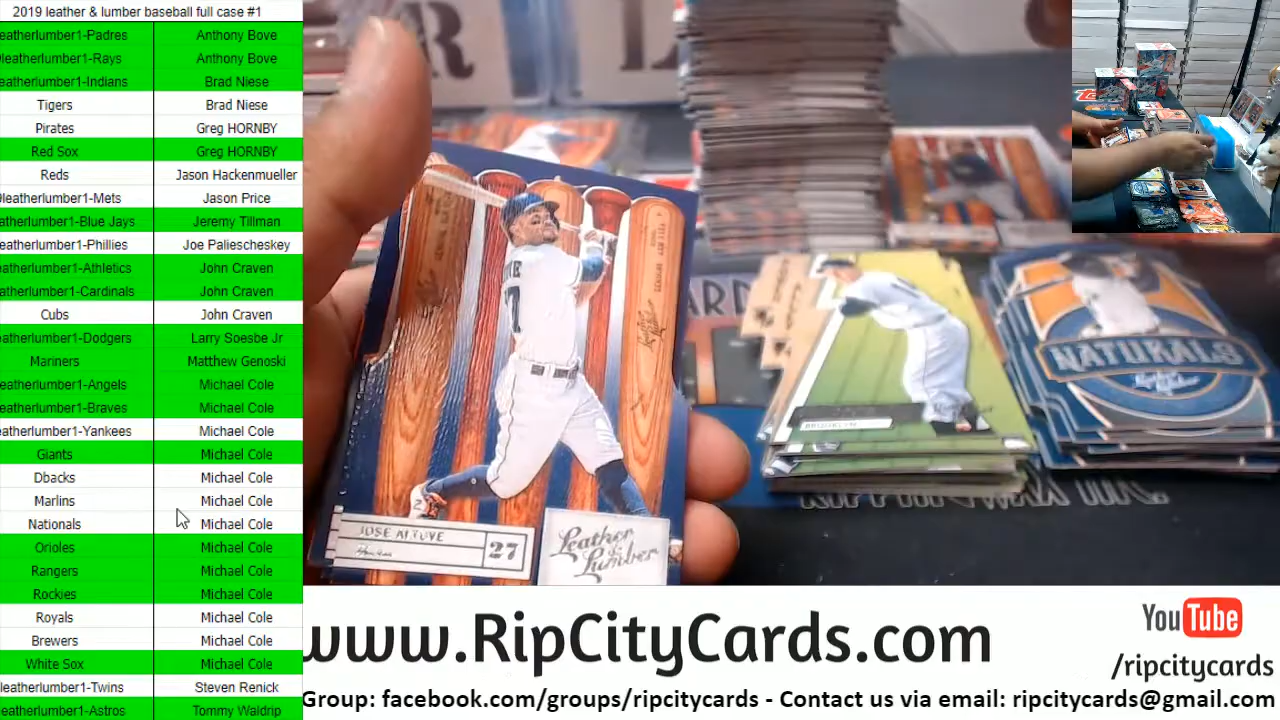 2019 leather & lumber baseball full case #1
eatherlumber1-Padres Anthony Bove
leatherlumber1-Rays Anthony Bove
eatherlumber1-Indians Brad Niese
Tigers Brad Niese
Pirates Greg HORNBY
Red Sox Greg HORNBY
Reds Jason Hackenmueller
leatherlumber1-Mets Jason Price
atherlumber1-Blue Jays Jeremy Tillman
eatherlumber1-Phillies Joe Paliescheskey
atherlumber1-Athletics John Craven
atherlumber1-Cardinals John Craven
Cubs John Craven
atherlumber1-Dodgers Larry Soesbe Jr
Mariners Matthew Genoski
eatherlumber1-Angels Michael Cole
eatherlumber1-Braves Michael Cole
eatherlumber1-Yankees Michael Cole
Giants Michael Cole
Dbacks Michael Cole
Marlins Michael Cole
Nationals Michael Cole
Orioles Michael Cole
Rangers Michael Cole
Rockies Michael Cole
Royals Michael Cole
Brewers Michael Cole
White Sox Michael Cole
leatherlumber1-Twins Steven Renick
eatherlumber1-Astros Tommy Waldrip
JOSE ALTUVE
27
Leather & Lumber
NATURALS
www.RipCityCards.com
YouTube
/ripcitycards
Group: facebook.com/groups/ripcitycards - Contact us via email: ripcitycards@gmail.com